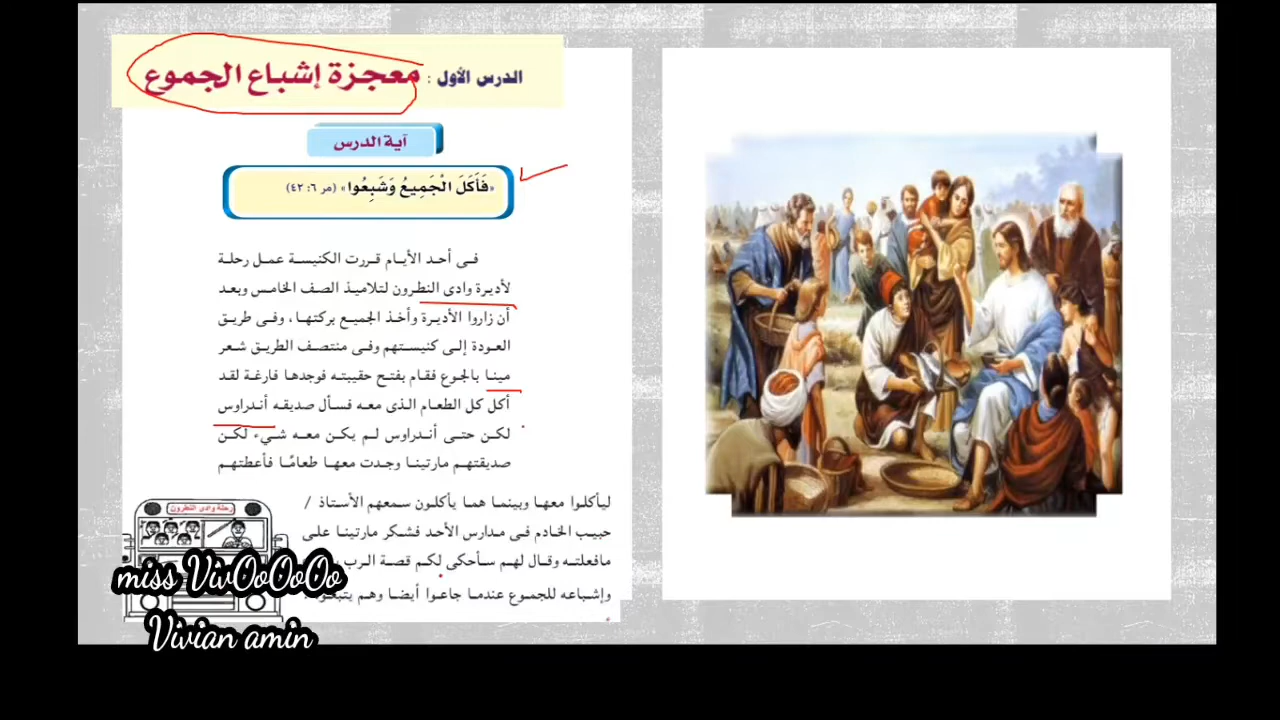 الدرس الأول : معجزة إشباع الجموع
آية الدرس
«فَأَكَلَ الْجَمِيعُ وَشَبِعُوا» (مر ٦: ٤٢)
فى أحد الأيام قررت الكنيسة عمل رحلة
لأديرة وادى النطرون لتلاميذ الصف الخامس وبعد
أن زاروا الأديرة وأخذ الجميع بركتها، وفى طريق
العودة إلى كنيستهم وفى منتصف الطريق شعر
مينا بالجوع فقام بفتح حقيبته فوجدها فارغة لقد
أكل كل الطعام الذى معه فسأل صديقه أندراوس
لكن حتى أندراوس لم يكن معه شيء لكن
صديقتهم مارتينا وجدت معها طعامًا فأعطتهم
ليأكلوا معها وبينما هما يأكلون سمعهم الأستاذ /
حبيب الخادم فى مدارس الأحد فشكر مارتينا على
مافعلته وقال لهم سأحكى لكم قصة الرب
وإشباعه للجموع عندما جاعوا أيضا وهم
رحلة وادى النطرون
miss VivOoOoOo
Vivian amin